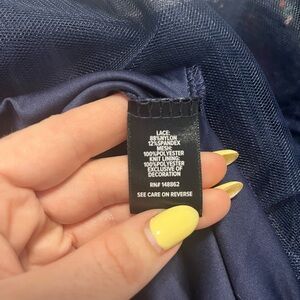 LACE:
88%NYLON
12%SPANDEX
MESH:
100%POLYESTER
KNIT LINING:
100%POLYESTER
EXCLUSIVE OF
DECORATION
RN# 148862
SEE CARE ON REVERSE